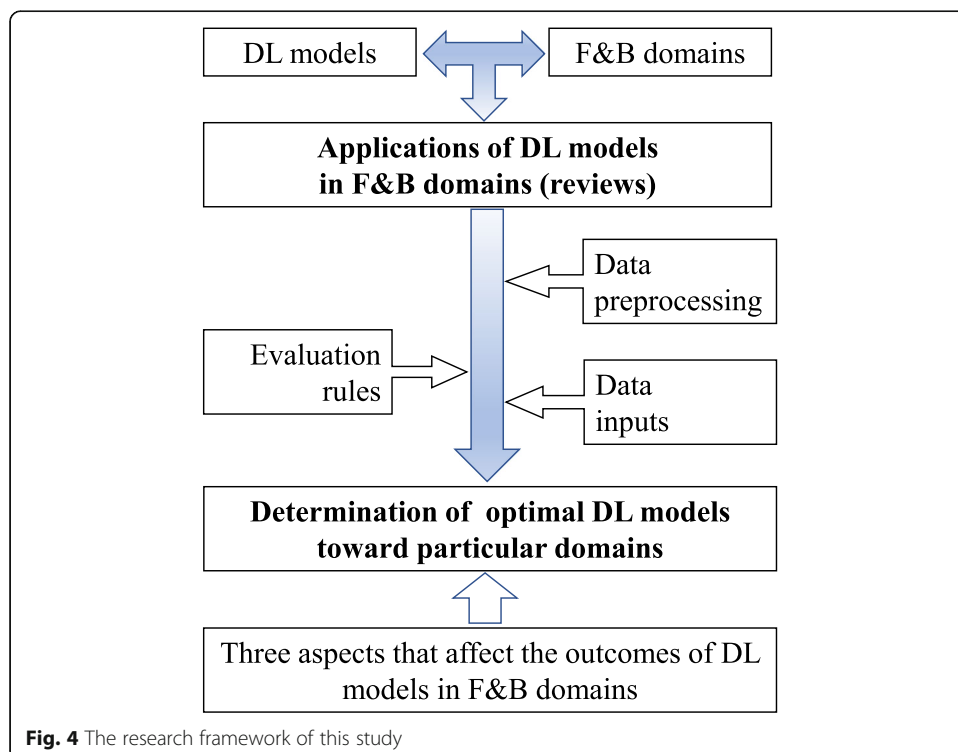 DL models
F&B domains
Applications of DL models
in F&B domains (reviews)
Data
preprocessing
Evaluation
rules
Data
inputs
Determination of optimal DL models
toward particular domains
Three aspects that affect the outcomes of DL
models in F&B domains
Fig. 4 The research framework of this study